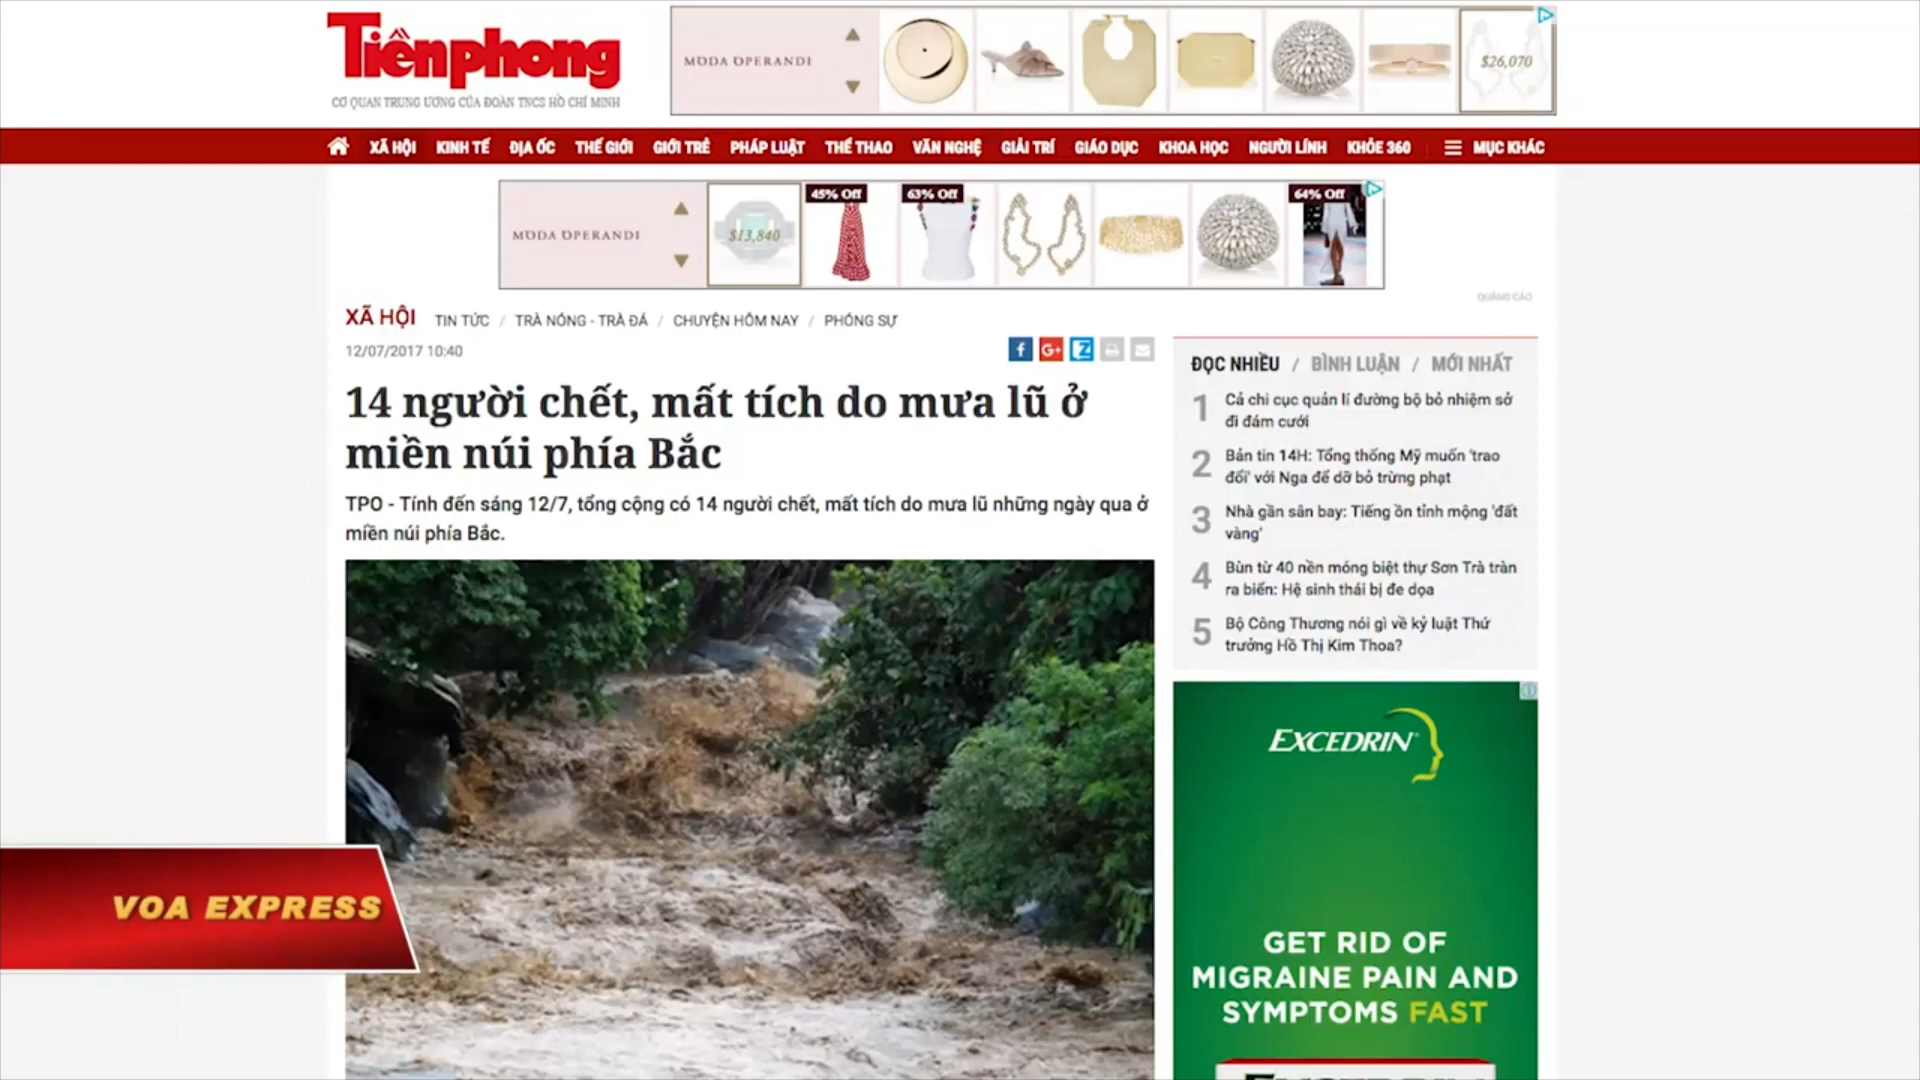 Tiềnphong
CƠ QUAN TRUNG ƯƠNG CỦA ĐOÀN TNCS HỒ CHÍ MINH
MODA OPERANDI
$26,070
XÃ HỘI KINH TẾ ĐỊA ỐC THẾ GIỚI GIỚI TRẺ PHÁP LUẬT THỂ THAO VĂN NGHỆ GIẢI TRÍ GIÁO DỤC KHOA HỌC NGƯỜI LÍNH KHỎE 360 MỤC KHÁC
MODA OPERANDI
$13,840
45% Off
63% Off
64% Off
QUẢNG CÁO
XÃ HỘI TIN TỨC / TRÀ NÓNG - TRÀ ĐÁ / CHUYỆN HÔM NAY / PHÓNG SỰ
12/07/2017 10:40
14 người chết, mất tích do mưa lũ ở
miền núi phía Bắc
TPO - Tính đến sáng 12/7, tổng cộng có 14 người chết, mất tích do mưa lũ những ngày qua ở
miền núi phía Bắc.
ĐỌC NHIỀU / BÌNH LUẬN / MỚI NHẤT
1 Cả chi cục quản lí đường bộ bỏ nhiệm sở
đi đám cưới
2 Bản tin 14H: Tổng thống Mỹ muốn 'trao
đổi' với Nga để dỡ bỏ trừng phạt
3 Nhà gần sân bay: Tiếng ồn tỉnh mộng 'đất
vàng'
4 Bùn từ 40 nền móng biệt thự Sơn Trà tràn
ra biển: Hệ sinh thái bị đe dọa
5 Bộ Công Thương nói gì về kỷ luật Thứ
trưởng Hồ Thị Kim Thoa?
EXCEDRIN
GET RID OF
MIGRAINE PAIN AND
SYMPTOMS FAST
VOA EXPRESS